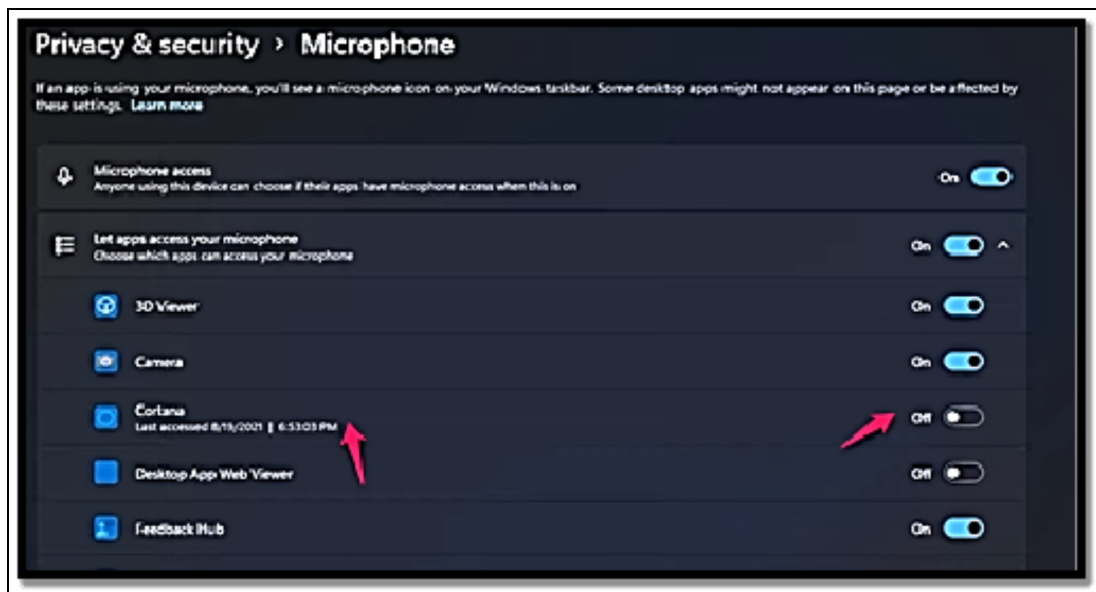 Privacy & security › Microphone
If an app is using your microphone, you'll see a microphone icon on your Windows taskbar. Some desktop apps might not appear on this page or be affected by
these settings. Learn more
Microphone access
Anyone using this device can choose if their apps have microphone access when this is on
On
Let apps access your microphone
Choose which apps can access your microphone
On
3D Viewer
On
Camera
On
Cortana
Last accessed 8/19/2021 | 6:53:03 PM
Off
Desktop App Web Viewer
Off
Feedback Hub
On